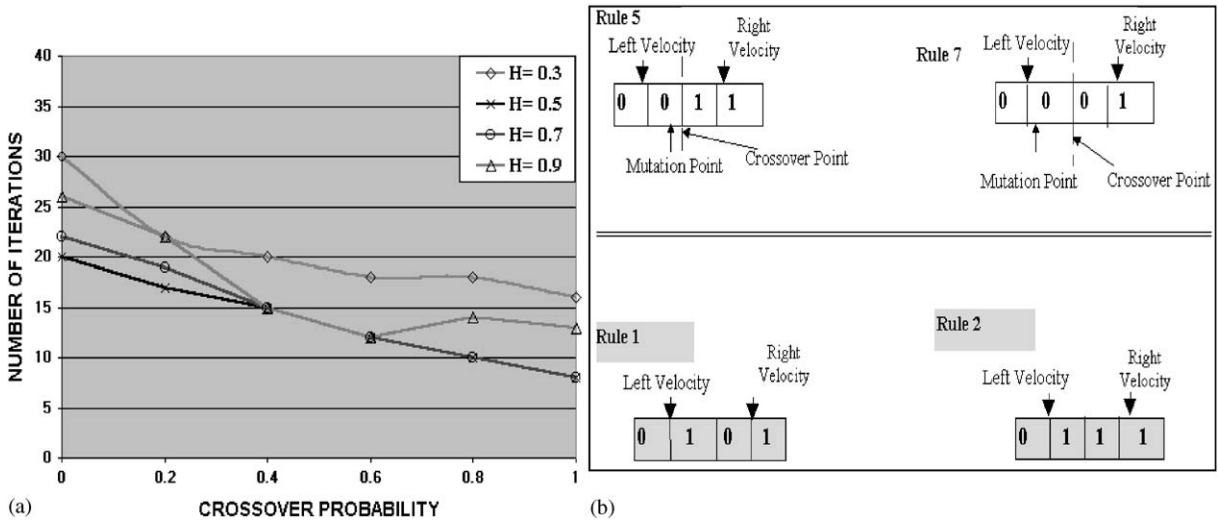 40
35
30
25
20
15
10
5
0
NUMBER OF ITERATIONS
0 0.2 0.4 0.6 0.8 1
CROSSOVER PROBABILITY
H= 0.3
H= 0.5
H= 0.7
H= 0.9
(a)
Rule 5
Left Velocity
Right
Velocity
0 0 1 1
Mutation Point
Crossover Point
Rule 7
Left Velocity
Right
Velocity
0 0 0 1
Mutation Point
Crossover Point
Rule 1
Left Velocity
Right
Velocity
0 1 0 1
Rule 2
Left Velocity
Right
Velocity
0 1 1 1
(b)